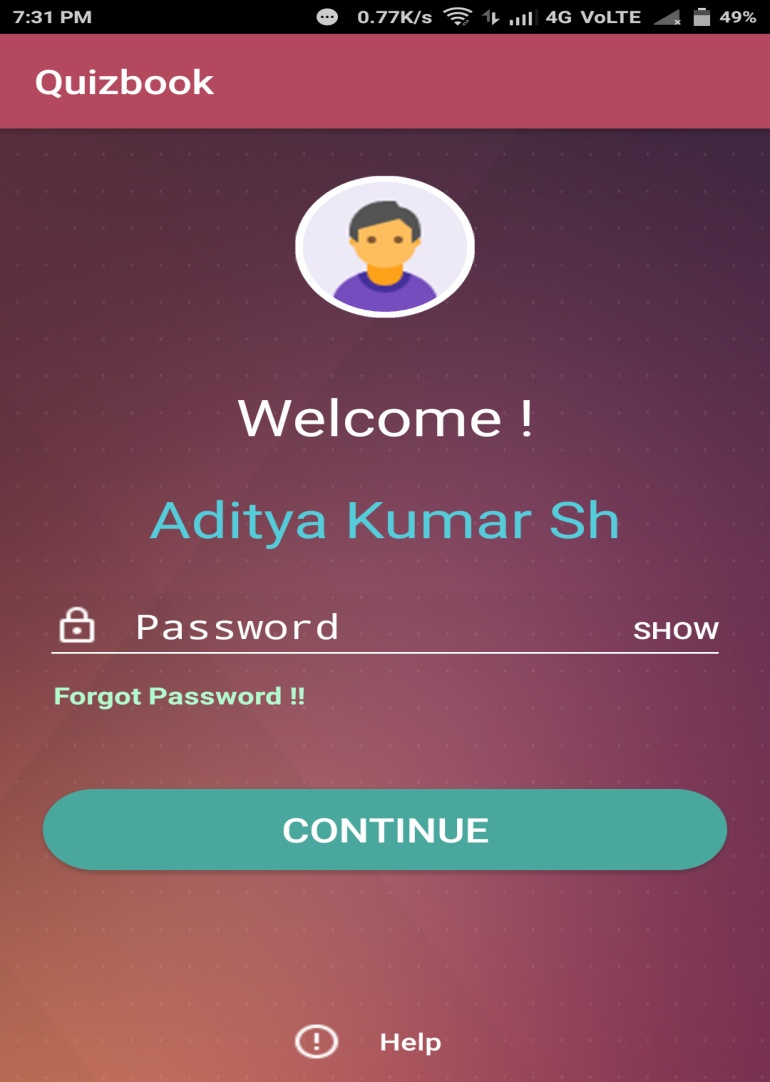 7:31 PM 0.77K/s 4G VoLTE 49%
Quizbook
Welcome !
Aditya Kumar Sh
Password SHOW
Forgot Password !!
CONTINUE
Help